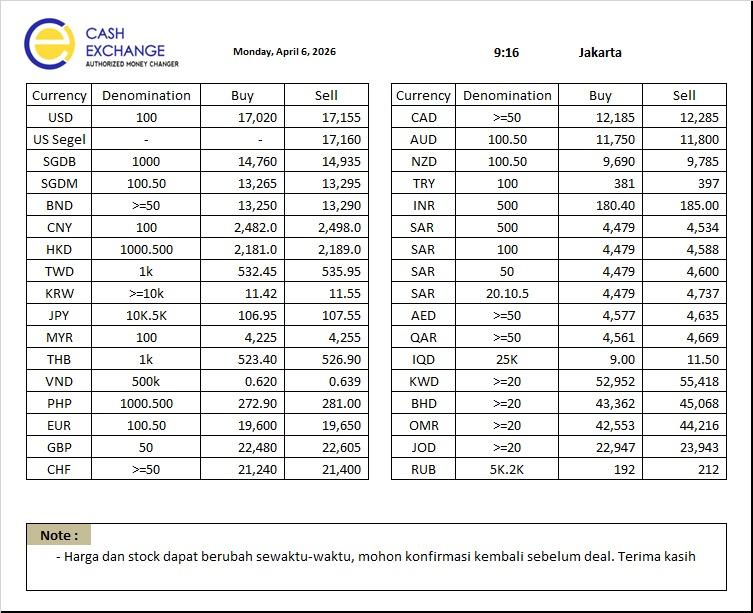 CASH
EXCHANGE
AUTHORIZED MONEY CHANGER
Monday, April 6, 2026 9:16 Jakarta
Currency Denomination Buy Sell
USD 100 17,020 17,155
US Segel - - 17,160
SGDB 1000 14,760 14,935
SGDM 100.50 13,265 13,295
BND >=50 13,250 13,290
CNY 100 2,482.0 2,498.0
HKD 1000.500 2,181.0 2,189.0
TWD 1k 532.45 535.95
KRW >=10k 11.42 11.55
JPY 10K.5K 106.95 107.55
MYR 100 4,225 4,255
THB 1k 523.40 526.90
VND 500k 0.620 0.639
PHP 1000.500 272.90 281.00
EUR 100.50 19,600 19,650
GBP 50 22,480 22,605
CHF >=50 21,240 21,400
Currency Denomination Buy Sell
CAD >=50 12,185 12,285
AUD 100.50 11,750 11,800
NZD 100.50 9,690 9,785
TRY 100 381 397
INR 500 180.40 185.00
SAR 500 4,479 4,534
SAR 100 4,479 4,588
SAR 50 4,479 4,600
SAR 20.10.5 4,479 4,737
AED >=50 4,577 4,635
QAR >=50 4,561 4,669
IQD 25K 9.00 11.50
KWD >=20 52,952 55,418
BHD >=20 43,362 45,068
OMR >=20 42,553 44,216
JOD >=20 22,947 23,943
RUB 5K.2K 192 212
Note :
- Harga dan stock dapat berubah sewaktu-waktu, mohon konfirmasi kembali sebelum deal. Terima kasih